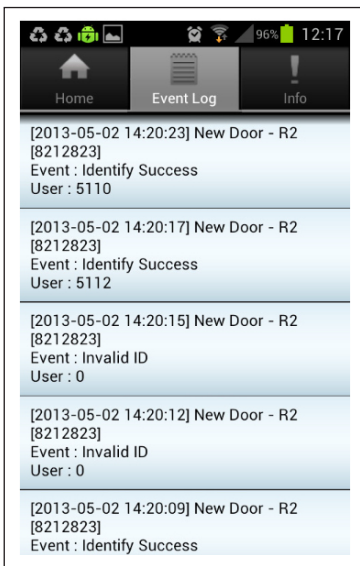 96% 12:17
Home Event Log Info
[2013-05-02 14:20:23] New Door - R2
[8212823]
Event : Identify Success
User : 5110
[2013-05-02 14:20:17] New Door - R2
[8212823]
Event : Identify Success
User : 5112
[2013-05-02 14:20:15] New Door - R2
[8212823]
Event : Invalid ID
User : 0
[2013-05-02 14:20:12] New Door - R2
[8212823]
Event : Invalid ID
User : 0
[2013-05-02 14:20:09] New Door - R2
[8212823]
Event : Identify Success